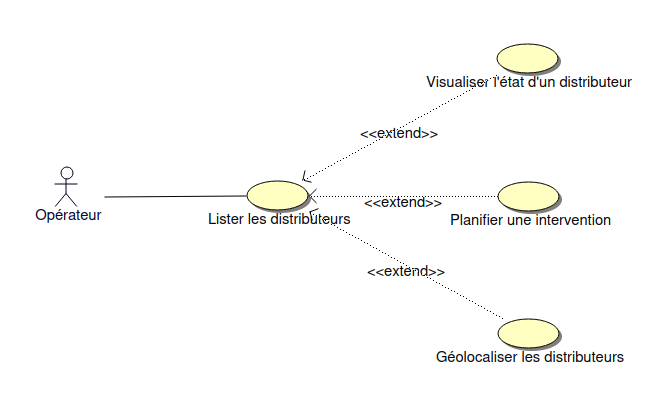 Visualiser l'état d'un distributeur
<<extend>>
Opérateur
Lister les distributeurs
<<extend>>
Planifier une intervention
<<extend>>
Géolocaliser les distributeurs